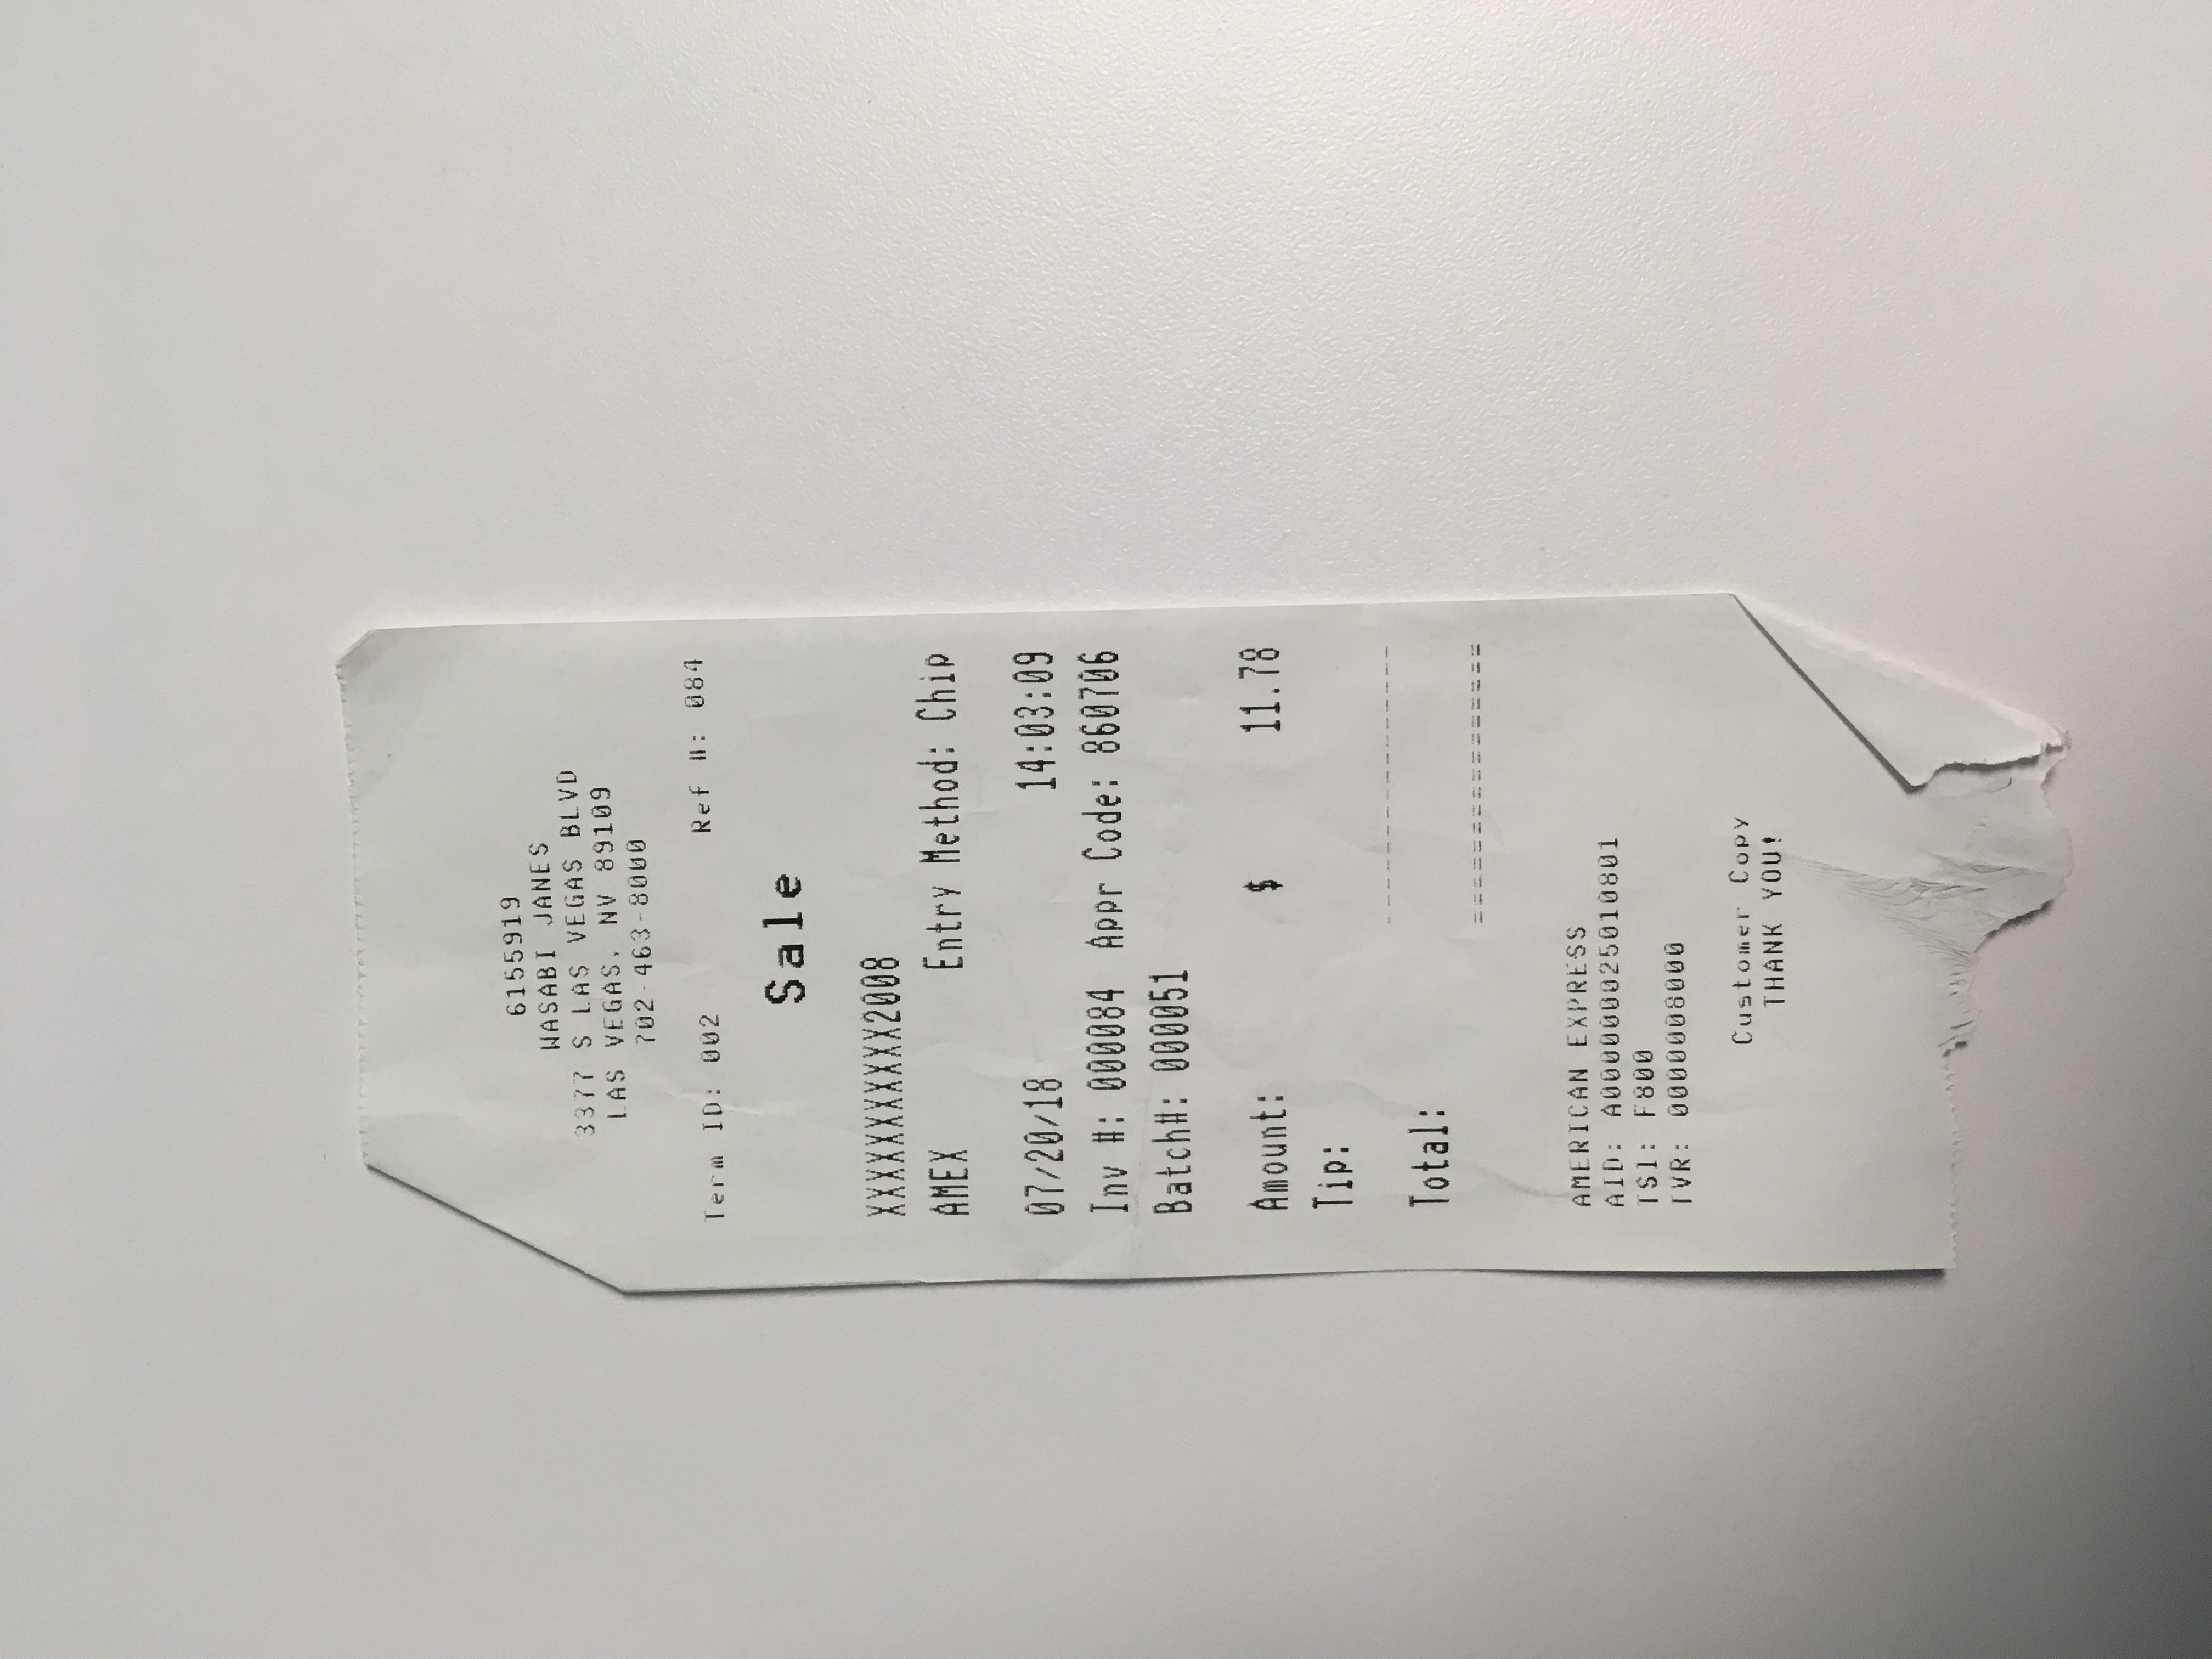 6155919
WASABI JANES
3377 S LAS VEGAS BLVD
LAS VEGAS, NV 89109
702-463-8000
Term ID: 002 Ref #: 084
Sale
XXXXXXXXXXX2008
AMEX Entry Method: Chip
07/20/18 14:03:09
Inv #: 000084 Appr Code: 860706
Batch#: 000051
Amount: $ 11.78
Tip:
Total:
AMERICAN EXPRESS
AID: A000000025010801
TSI: F800
TVR: 0000008000
Customer Copy
THANK YOU!